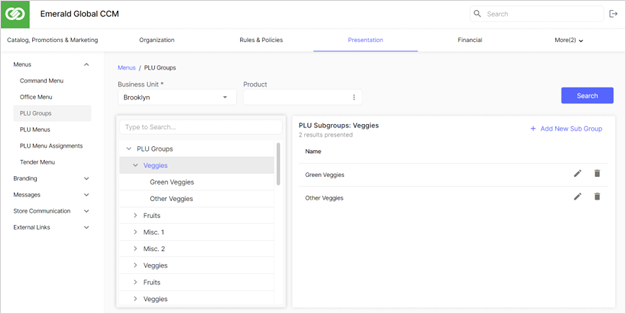 Emerald Global CCM
Search
Catalog, Promotions & Marketing
Organization
Rules & Policies
Presentation
Financial
More(2)
Menus
Command Menu
Office Menu
PLU Groups
PLU Menus
PLU Menu Assignments
Tender Menu
Branding
Messages
Store Communication
External Links
Menus / PLU Groups
Business Unit *
Brooklyn
Product
Search
Type to Search...
PLU Groups
Veggies
Green Veggies
Other Veggies
Fruits
Misc. 1
Misc. 2
Veggies
Fruits
Veggies
PLU Subgroups: Veggies
2 results presented
+ Add New Sub Group
Name
Green Veggies
Other Veggies